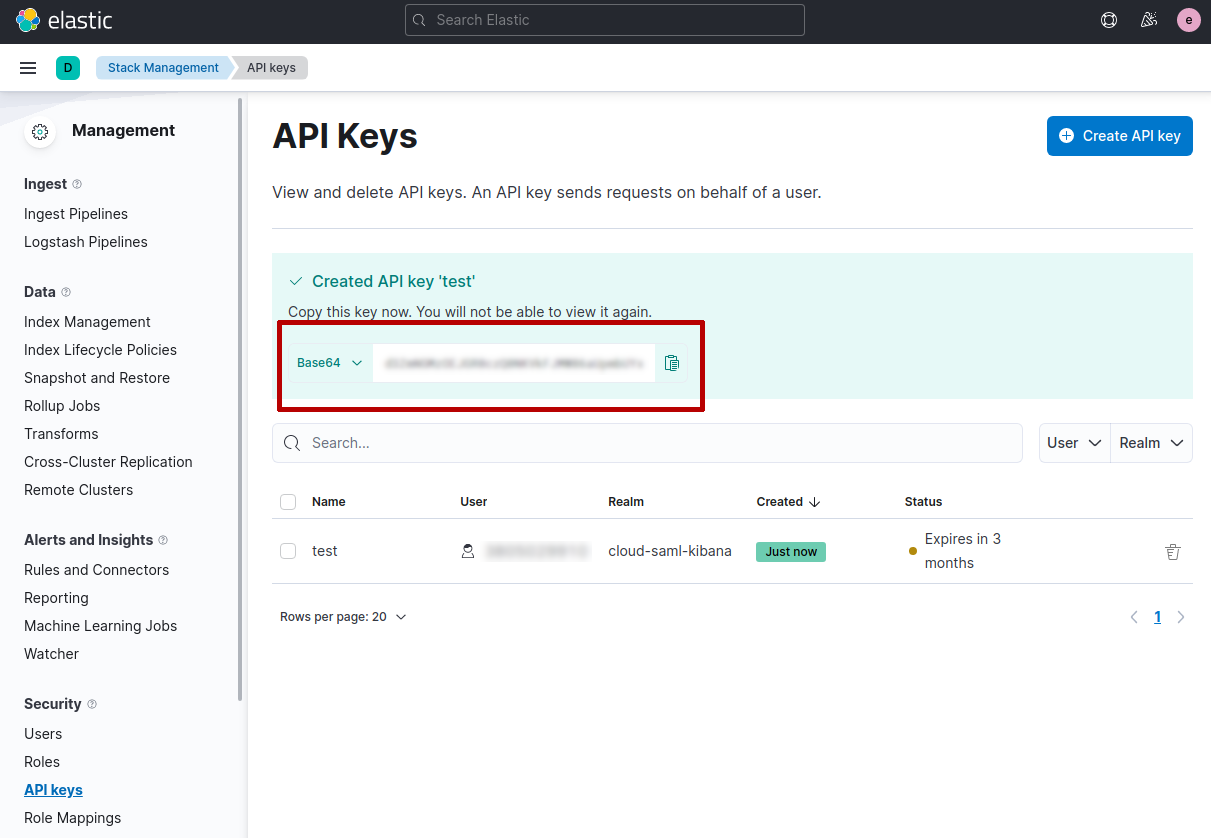 elastic
Search Elastic
e
D
Stack Management
API keys
Management
Ingest
Ingest Pipelines
Logstash Pipelines
Data
Index Management
Index Lifecycle Policies
Snapshot and Restore
Rollup Jobs
Transforms
Cross-Cluster Replication
Remote Clusters
Alerts and Insights
Rules and Connectors
Reporting
Machine Learning Jobs
Watcher
Security
Users
Roles
API keys
Role Mappings
API Keys
Create API key
View and delete API keys. An API key sends requests on behalf of a user.
Created API key 'test'
Copy this key now. You will not be able to view it again.
Base64
Search...
User
Realm
Name User Realm Created Status
test cloud-saml-kibana Just now Expires in 3
months
Rows per page: 20
1